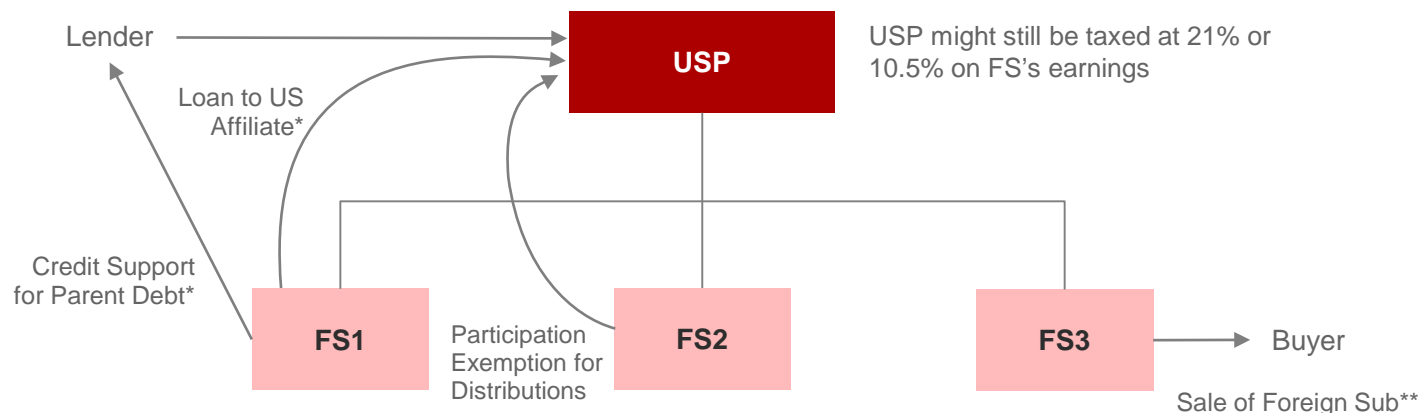 Lender
USP
USP might still be taxed at 21% or
10.5% on FS’s earnings
Loan to US
Affiliate*
Credit Support
for Parent Debt*
FS1
Participation
Exemption for
Distributions
FS2
FS3
Buyer
Sale of Foreign Sub**